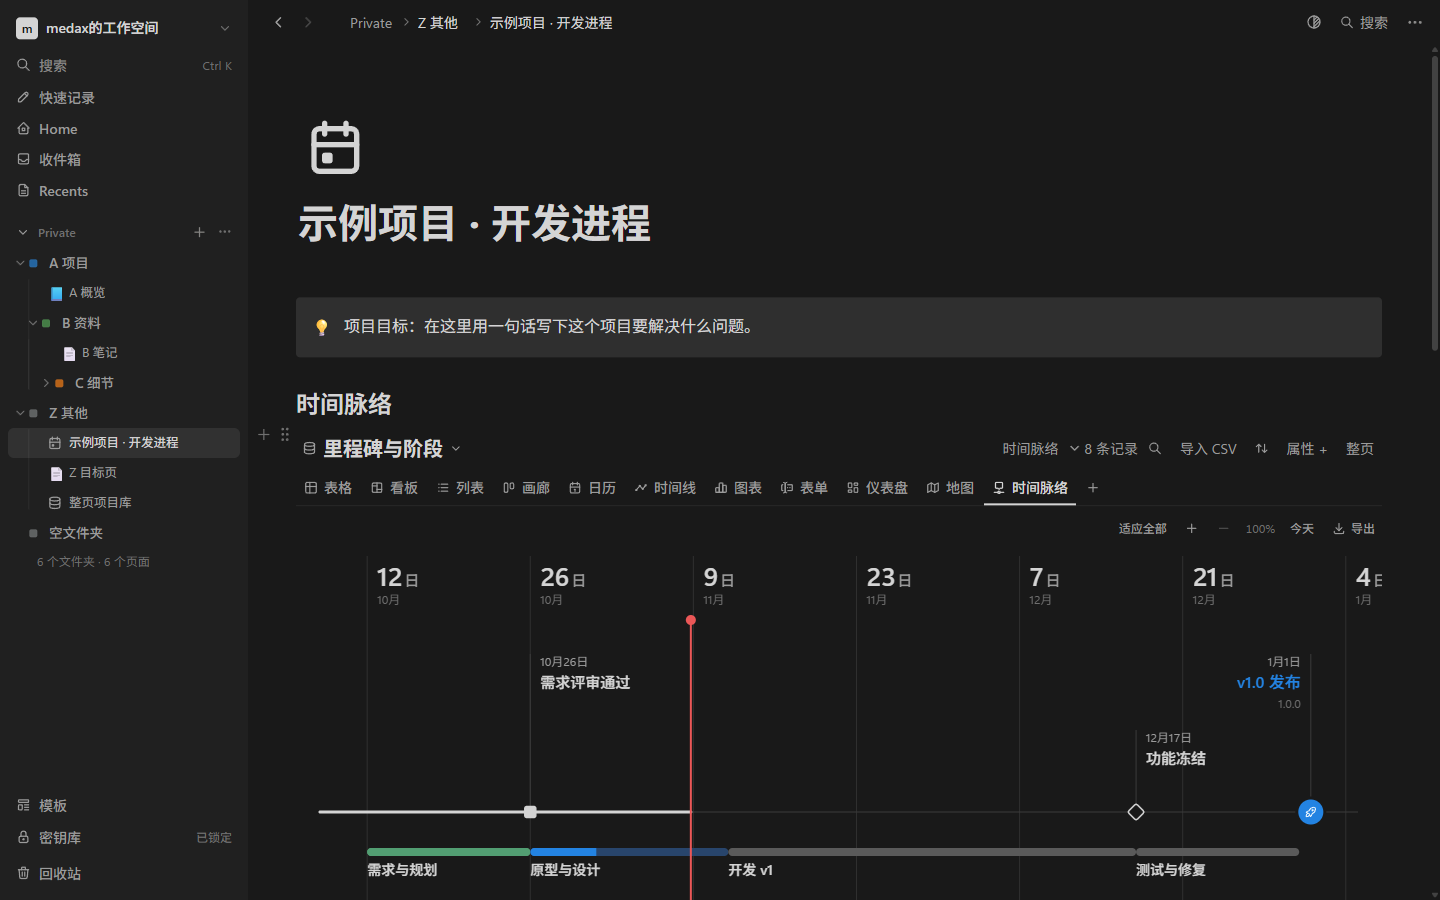 m medax的工作空间
搜索 Ctrl K
快速记录
Home
收件箱
Recents
Private
A 项目
A 概览
B 资料
B 笔记
C 细节
Z 其他
示例项目 · 开发进程
Z 目标页
整页项目库
空文件夹
6 个文件夹 · 6 个页面
模板
密钥库 已锁定
回收站
Private Z 其他 示例项目 · 开发进程
搜索
示例项目 · 开发进程
项目目标：在这里用一句话写下这个项目要解决什么问题。
时间脉络
里程碑与阶段
时间脉络 8 条记录 导入 CSV 属性 + 整页
表格 看板 列表 画廊 日历 时间线 图表 表单 仪表盘 地图 时间脉络 +
适应全部 + − 100% 今天 导出
12日 26日 9日 23日 7日 21日 4日
10月 10月 11月 11月 12月 12月 1月
10月26日
需求评审通过
1月1日
v1.0 发布
1.0.0
12月17日
功能冻结
需求与规划 原型与设计 开发 v1 测试与修复